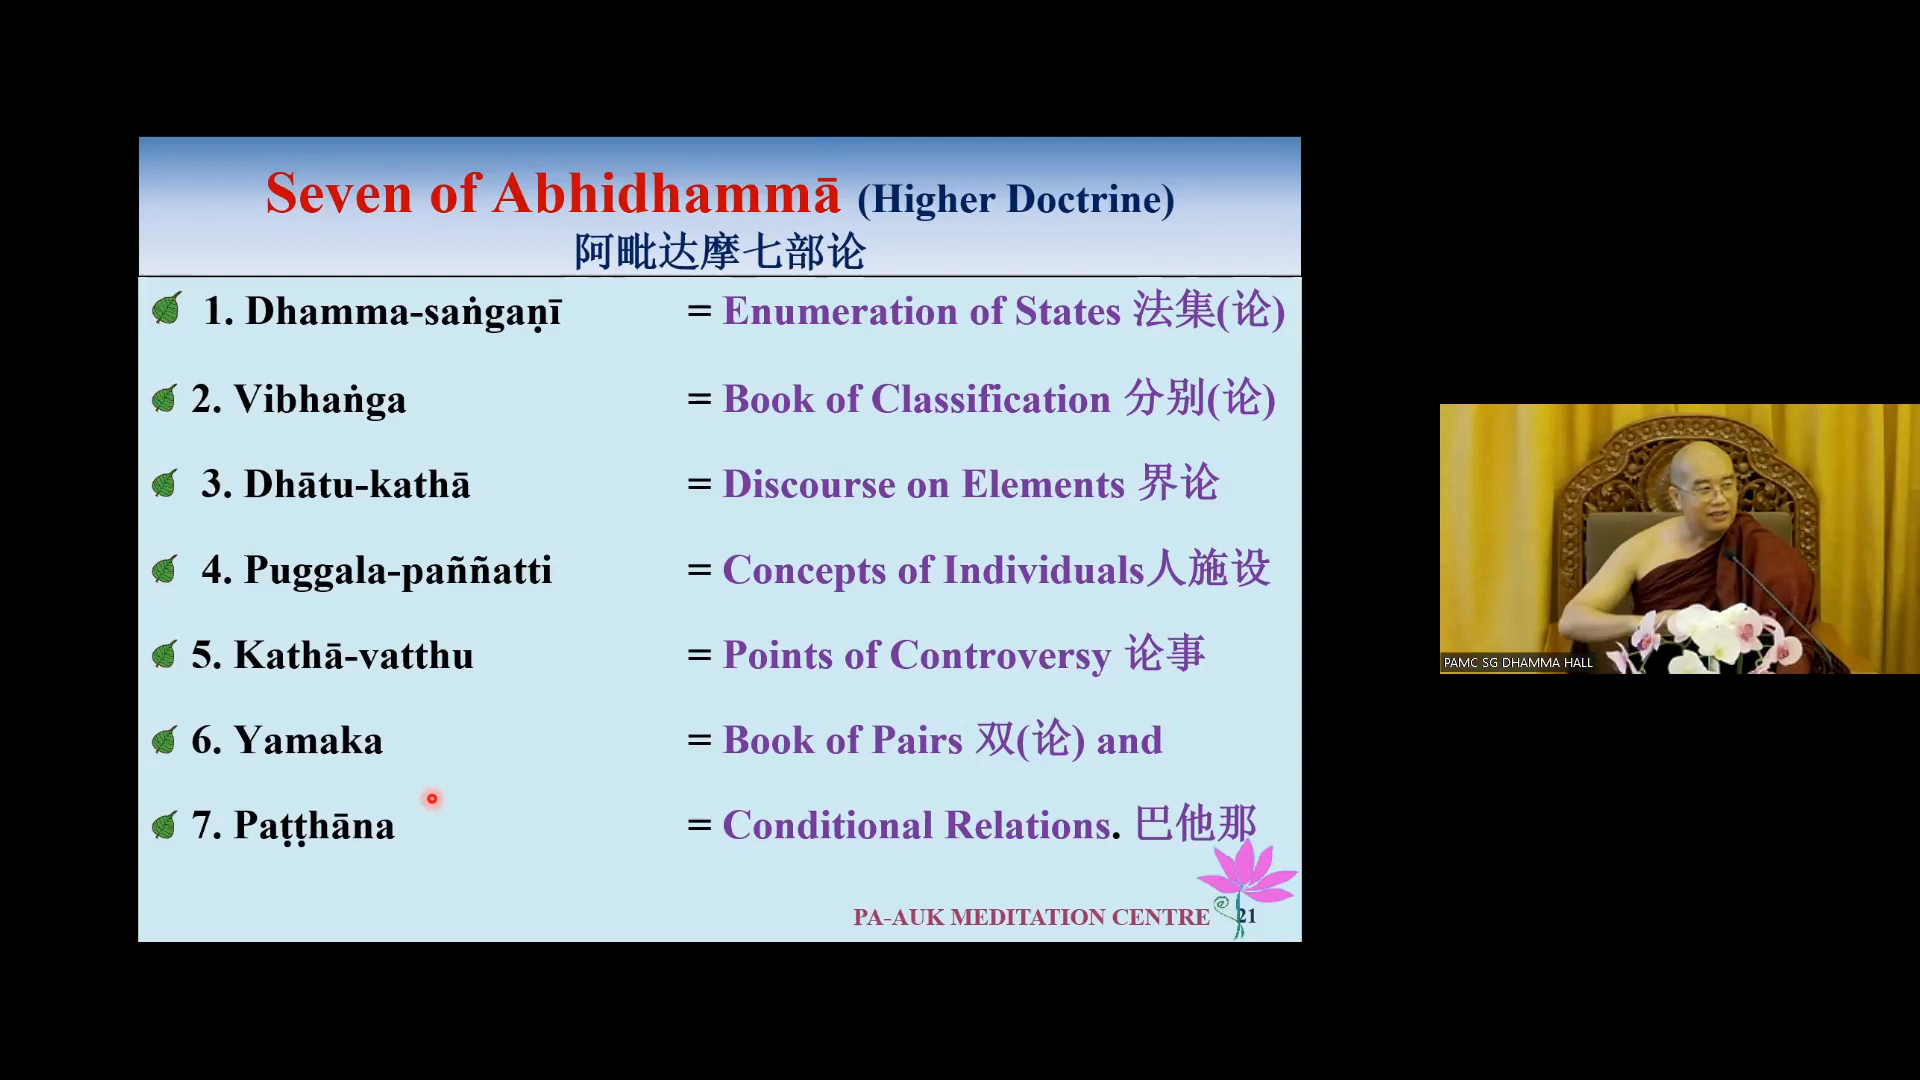 Seven of Abhidhammā (Higher Doctrine)
阿毗达摩七部论
1. Dhamma-saṅgaṇī = Enumeration of States 法集(论)
2. Vibhaṅga = Book of Classification 分别(论)
3. Dhātu-kathā = Discourse on Elements 界论
4. Puggala-paññatti = Concepts of Individuals人施设
5. Kathā-vatthu = Points of Controversy 论事
6. Yamaka = Book of Pairs 双(论) and
7. Paṭṭhāna = Conditional Relations. 巴他那
PA-AUK MEDITATION CENTRE 21
PAMC SG DHAMMA HALL